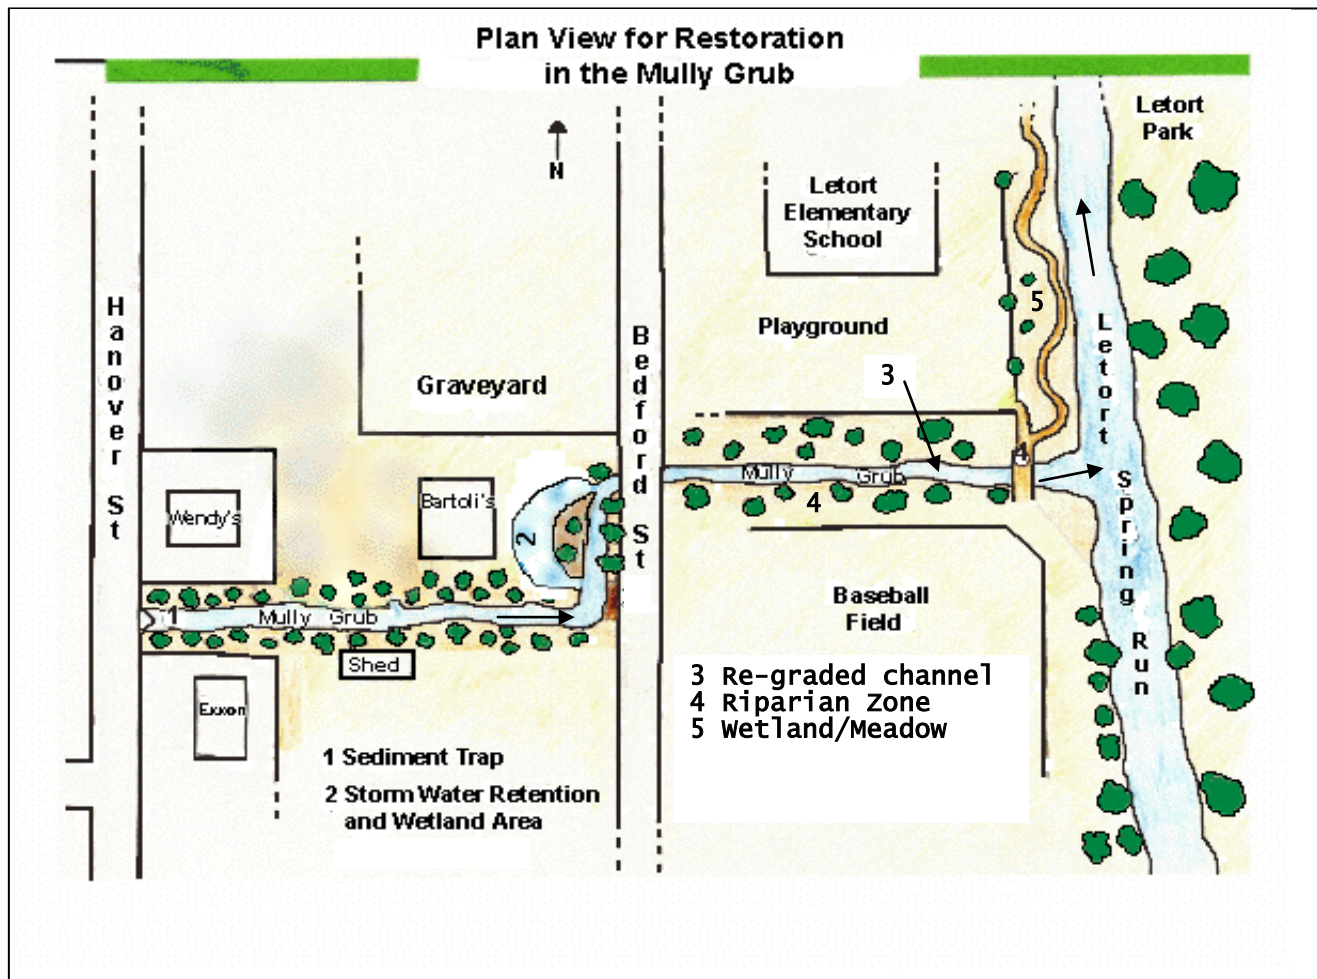 Plan View for Restoration
in the Mully Grub
Letort
Park
N
Letort
Elementary
School
Hanover St
Bedford St
5
Letort Spring Run
Playground
3
Graveyard
4
Mully Grub
4
Wendy's
Bartoli's
2
Baseball
Field
1
Mully Grub
Shed
Exxon
3 Re-graded channel
4 Riparian Zone
5 Wetland/Meadow
1 Sediment Trap
2 Storm Water Retention
and Wetland Area